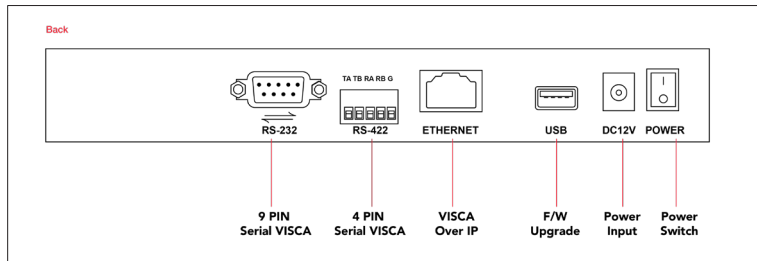 Back
TA TB RA RB G
RS-232
RS-422
ETHERNET
USB
DC12V
POWER
9 PIN
Serial VISCA
4 PIN
Serial VISCA
VISCA
Over IP
F/W
Upgrade
Power
Input
Power
Switch